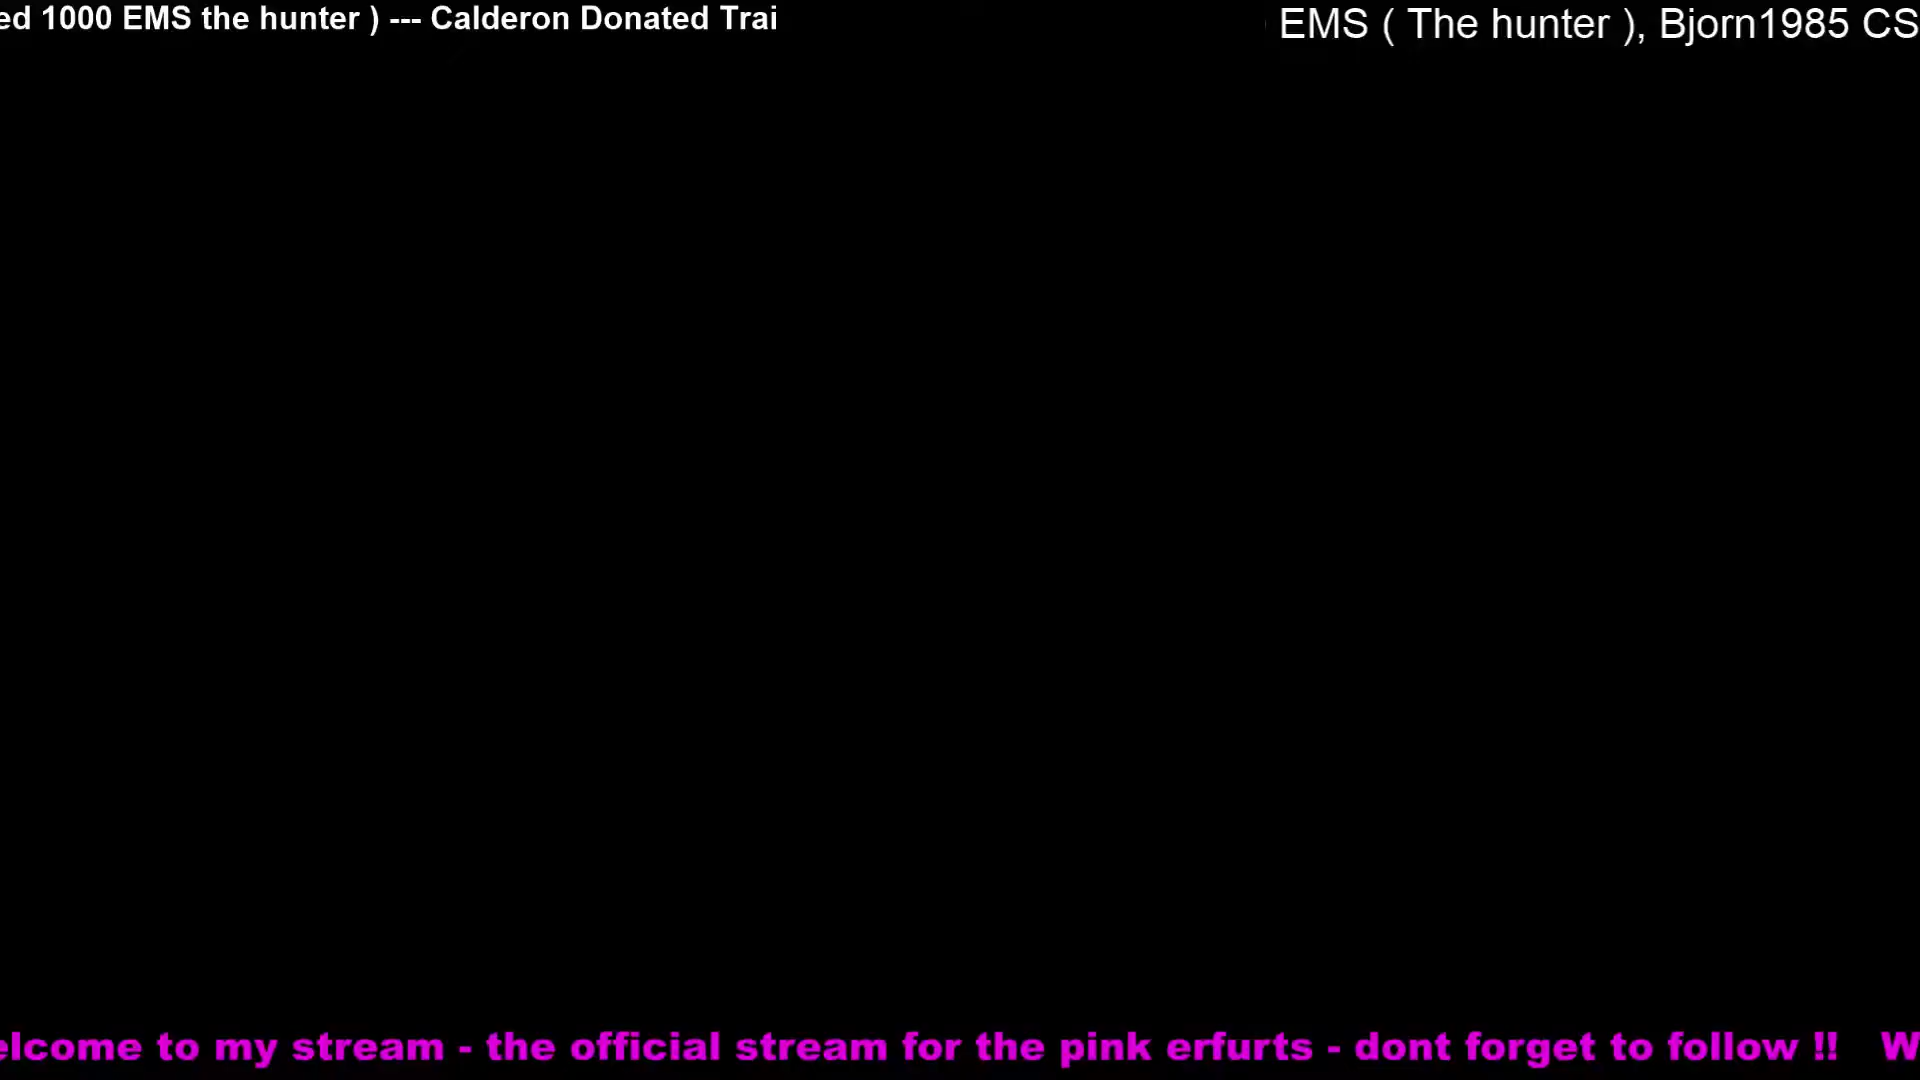 ed 1000 EMS the hunter ) --- Calderon Donated Trai
EMS ( The hunter ), Bjorn1985 CS
elcome to my stream - the official stream for the pink erfurts - dont forget to follow !! W